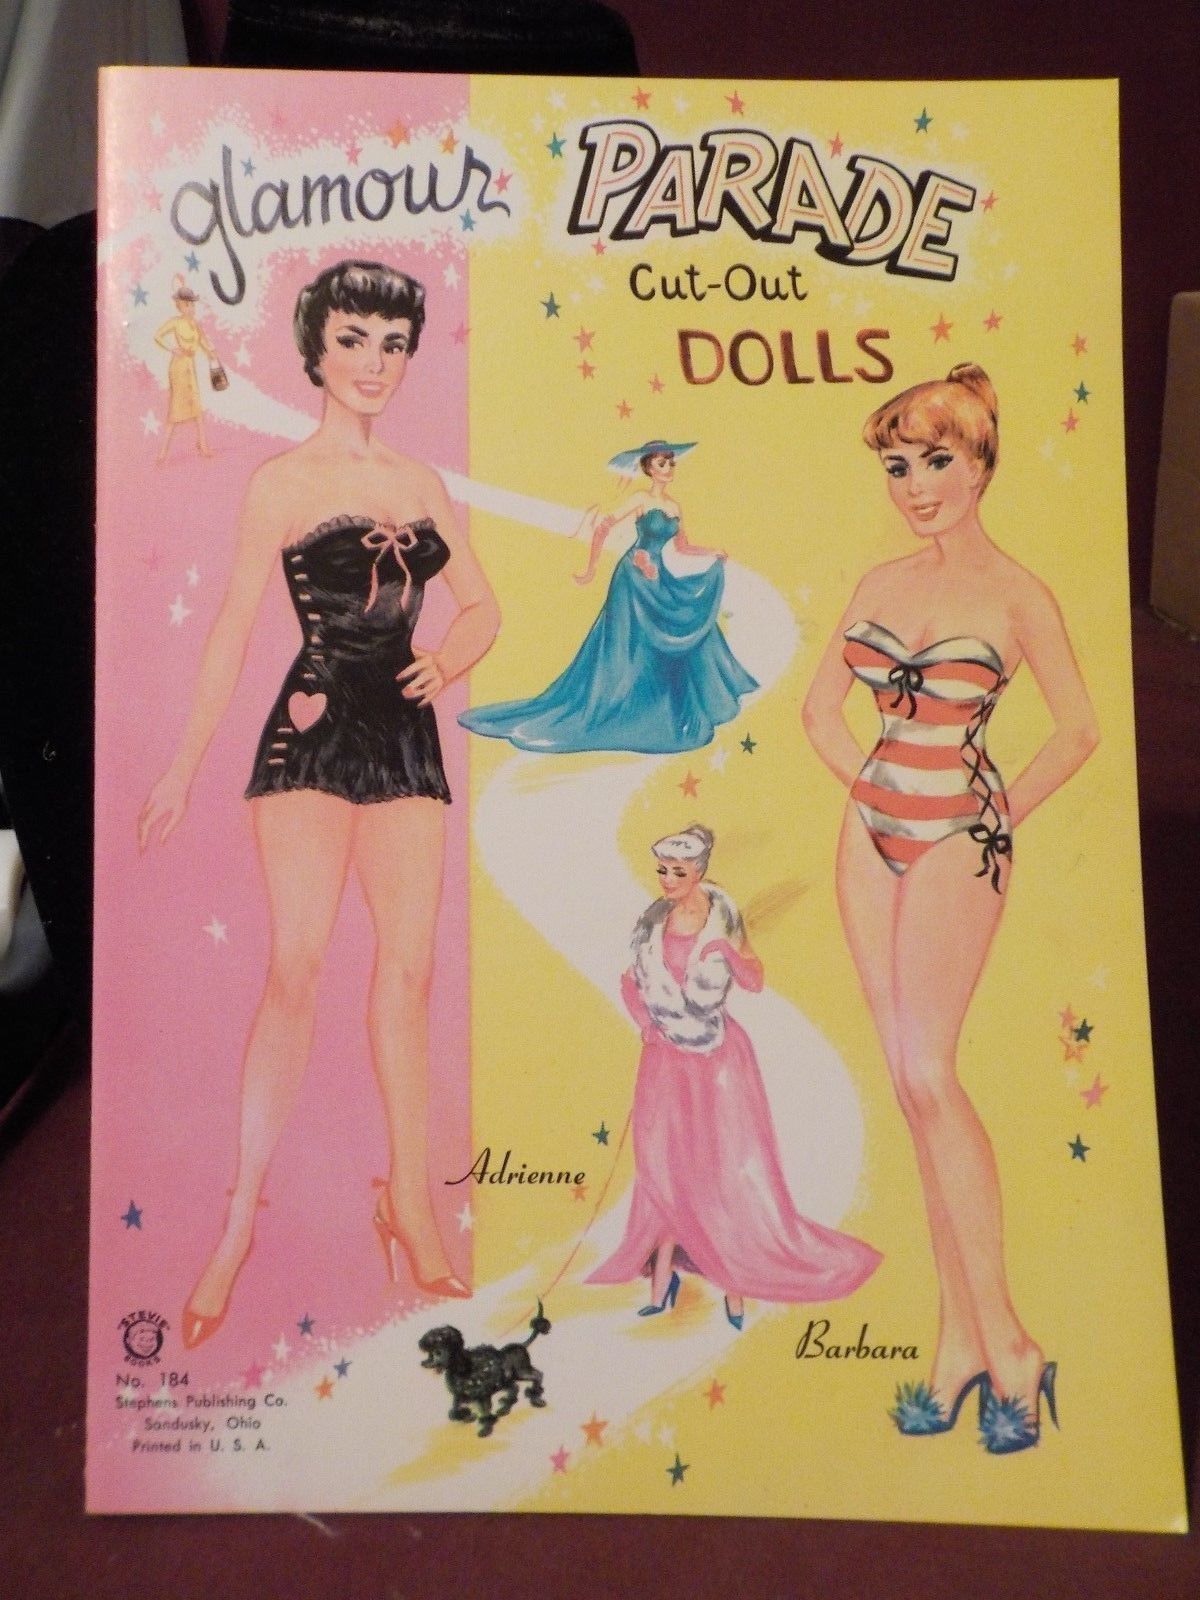 glamour PARADE
Cut-Out
DOLLS
Adrienne
Barbara
"STEVIE"
BOOKS
No. 184
Stephens Publishing Co.
Sandusky, Ohio
Printed in U. S. A.